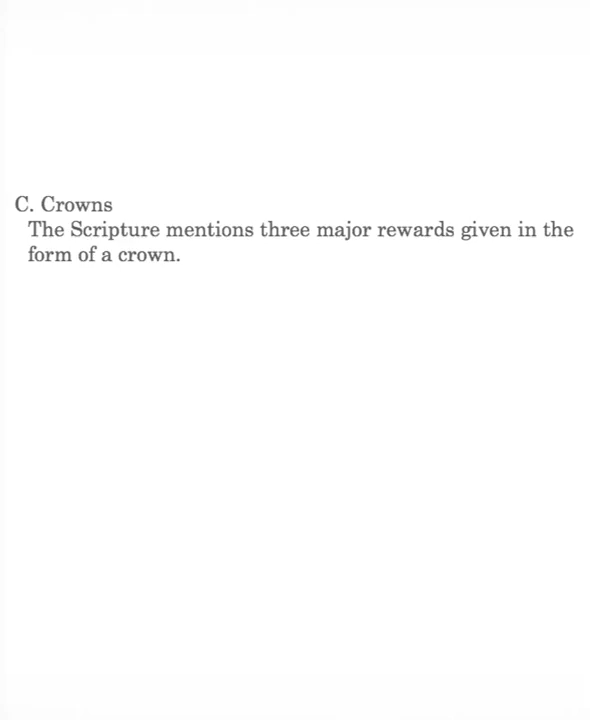 C. Crowns
The Scripture mentions three major rewards given in the
form of a crown.